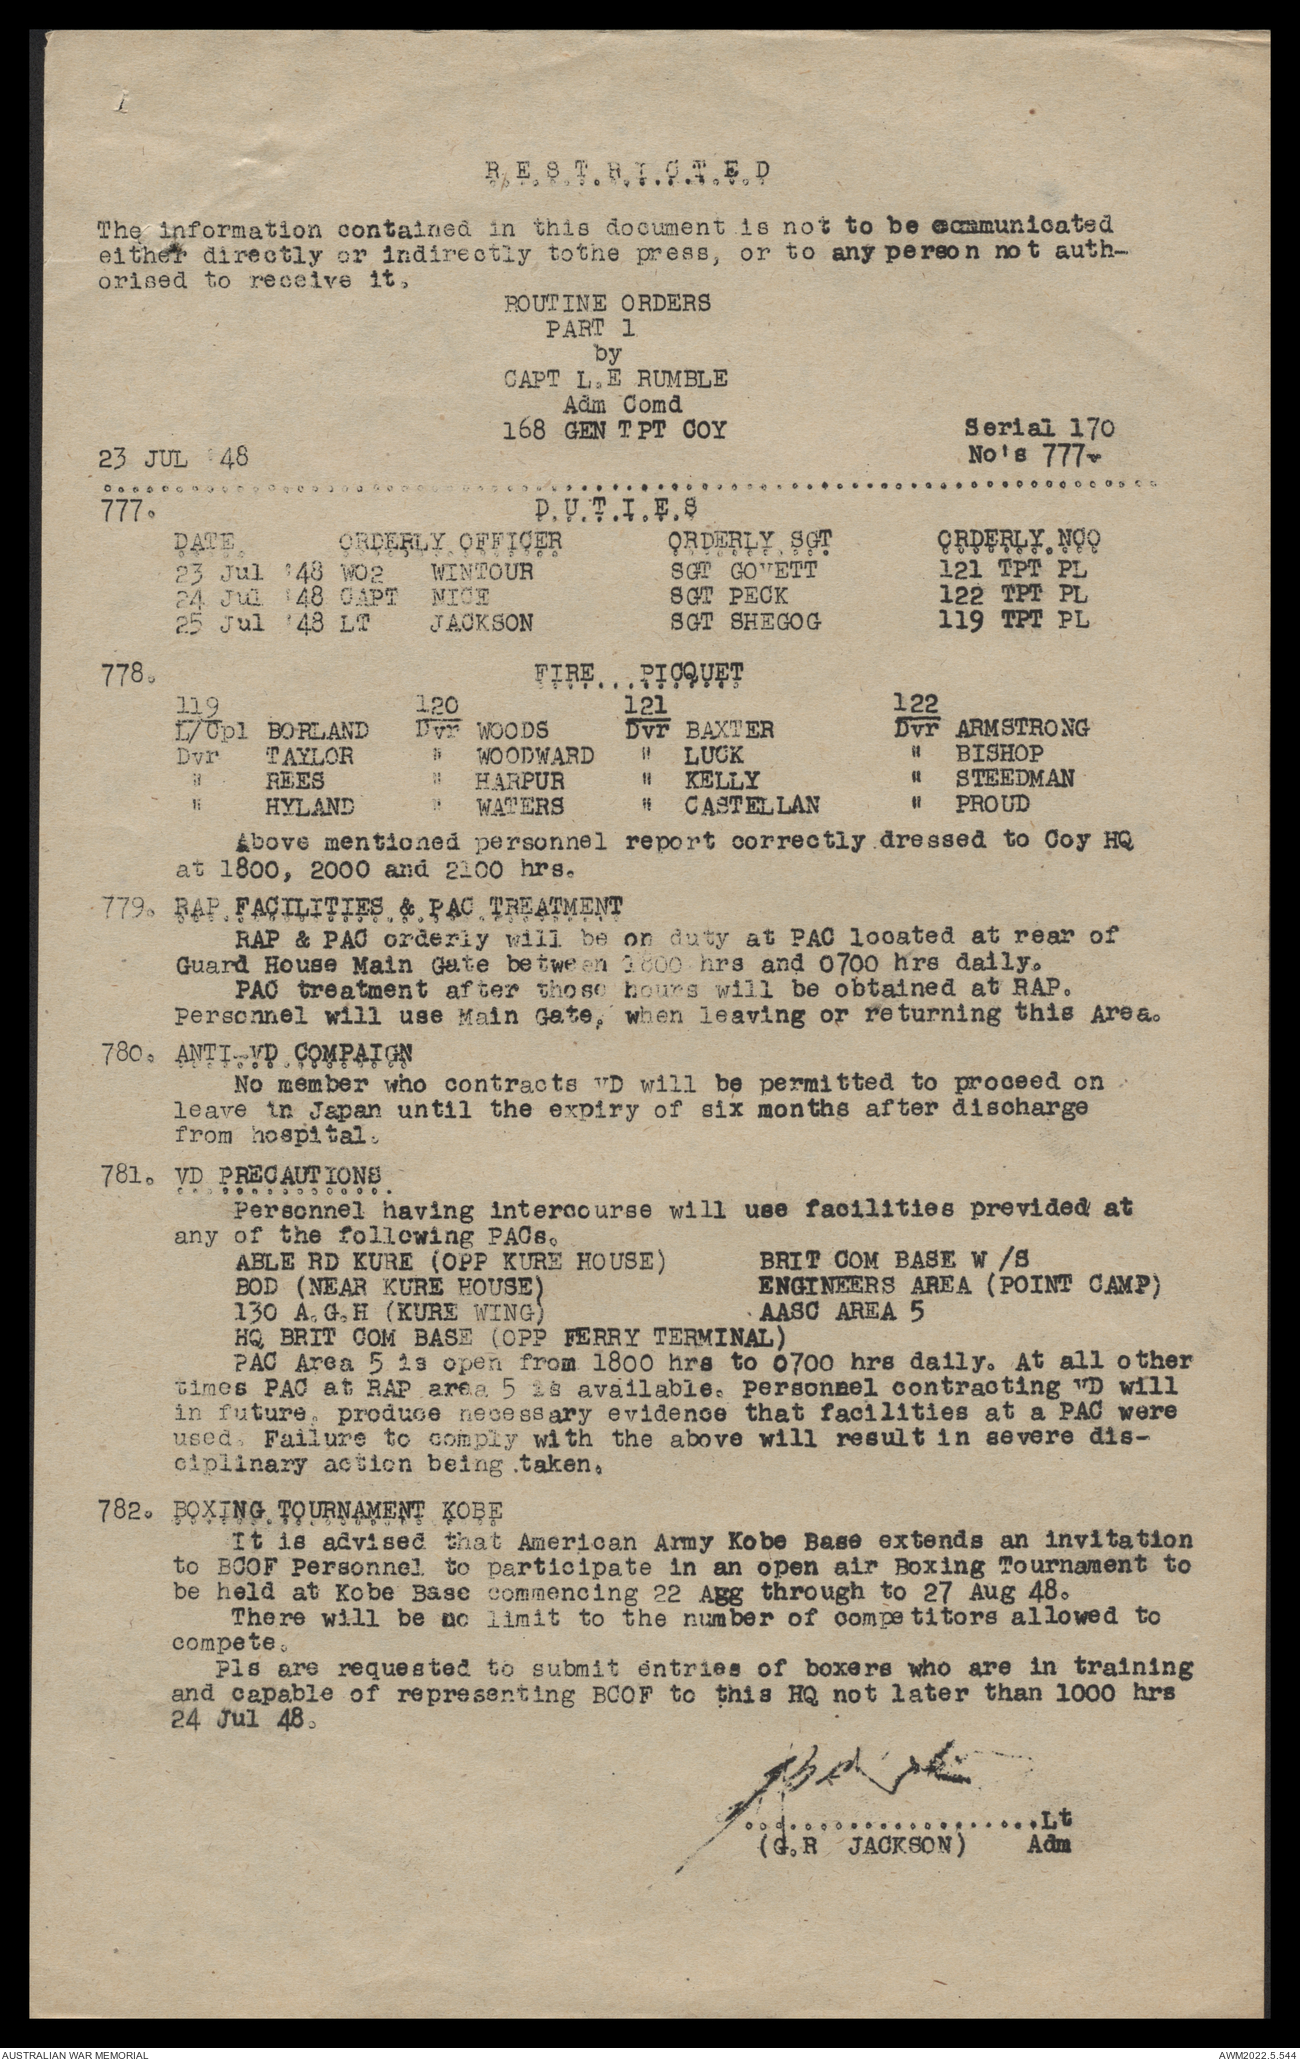 1
R.E.S.T.R.I.C.T.E.D
The information contained in this document is not to be communicated
either directly or indirectly tothe press, or to any person not auth-
orised to receive it.
ROUTINE ORDERS
PART 1
by
CAPT L.E RUMBLE
Adm Comd
168 GEN TPT COY
Serial 170
23 JUL '48
No's 777-
777. D.U.T.I.E.S
DATE ORDERLY OFFICER ORDERLY SGT ORDERLY NCO
23 Jul '48 WO2 WINTOUR SGT GOVETT 121 TPT PL
24 Jul '48 CAPT NICE SGT PECK 122 TPT PL
25 Jul '48 LT JACKSON SGT SHEGOG 119 TPT PL
778. FIRE...PICQUET
119 120 121 122
L/Cpl BORLAND Dvr WOODS Dvr BAXTER Dvr ARMSTRONG
Dvr TAYLOR " WOODWARD " LUCK " BISHOP
" REES " HARPUR " KELLY " STEEDMAN
" HYLAND " WATERS " CASTELLAN " PROUD
Above mentioned personnel report correctly dressed to Coy HQ
at 1800, 2000 and 2100 hrs.
779. RAP FACILITIES & PAC TREATMENT
RAP & PAC orderly will be on duty at PAC located at rear of
Guard House Main Gate between 1800 hrs and 0700 hrs daily.
PAC treatment after those hours will be obtained at RAP.
Personnel will use Main Gate, when leaving or returning this Area.
780. ANTI-VD COMPAIGN
No member who contracts VD will be permitted to proceed on
leave in Japan until the expiry of six months after discharge
from hospital.
781. VD PRECAUTIONS
Personnel having intercourse will use facilities previded at
any of the following PACs.
ABLE RD KURE (OPP KURE HOUSE) BRIT COM BASE W /S
BOD (NEAR KURE HOUSE) ENGINEERS AREA (POINT CAMP)
130 A.G.H (KURE WING) AASC AREA 5
HQ BRIT COM BASE (OPP FERRY TERMINAL)
PAC Area 5 is open from 1800 hrs to 0700 hrs daily. At all other
times PAC at RAP area 5 is available. Personnel contracting VD will
in future, produce necessary evidence that facilities at a PAC were
used. Failure to comply with the above will result in severe dis-
ciplinary action being taken.
782. BOXING TOURNAMENT KOBE
It is advised that American Army Kobe Base extends an invitation
to BCOF Personnel to participate in an open air Boxing Tournament to
be held at Kobe Base commencing 22 Agg through to 27 Aug 48.
There will be no limit to the number of competitors allowed to
compete.
Pls are requested to submit entries of boxers who are in training
and capable of representing BCOF to this HQ not later than 1000 hrs
24 Jul 48.
....................Lt
(G.R JACKSON) Adm
AUSTRALIAN WAR MEMORIAL
AWM2022.5.544